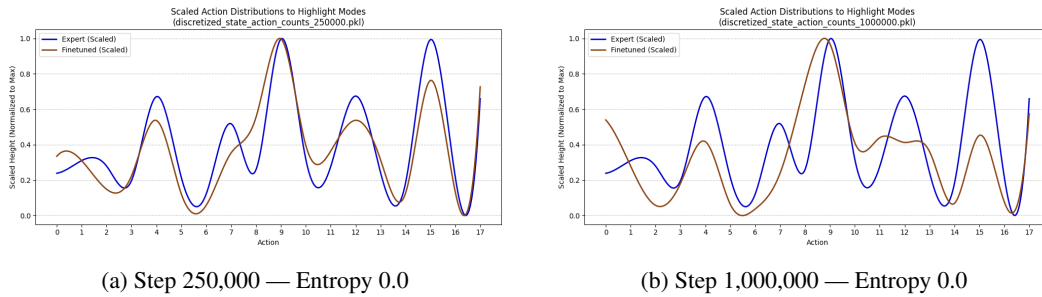 Scaled Action Distributions to Highlight Modes
(discretized_state_action_counts_250000.pkl)
Expert (Scaled)
Finetuned (Scaled)
Scaled Height (Normalized to Max)
1.0
0.8
0.6
0.4
0.2
0.0
0 1 2 3 4 5 6 7 8 9 10 11 12 13 14 15 16 17
Action
(a) Step 250,000 — Entropy 0.0
Scaled Action Distributions to Highlight Modes
(discretized_state_action_counts_1000000.pkl)
Expert (Scaled)
Finetuned (Scaled)
Scaled Height (Normalized to Max)
1.0
0.8
0.6
0.4
0.2
0.0
0 1 2 3 4 5 6 7 8 9 10 11 12 13 14 15 16 17
Action
(b) Step 1,000,000 — Entropy 0.0